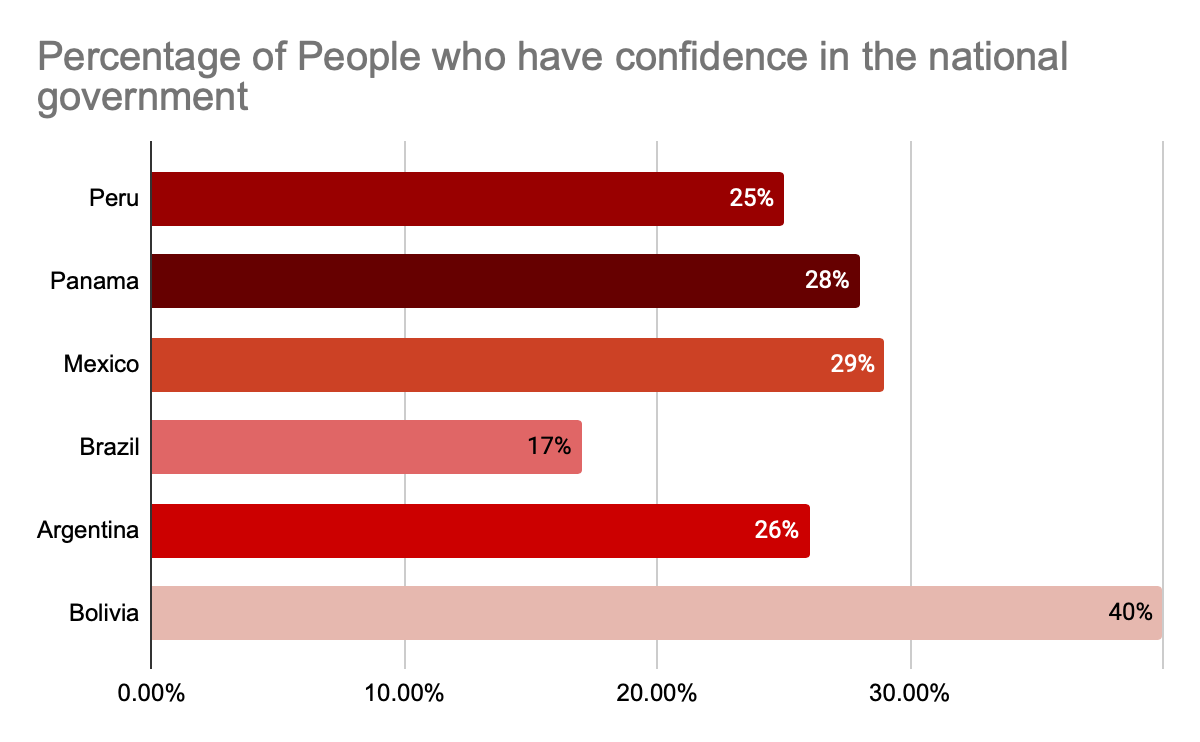 Percentage of People who have confidence in the national
government
Peru 25%
Panama 28%
Mexico 29%
Brazil 17%
Argentina 26%
Bolivia 40%
0.00% 10.00% 20.00% 30.00%